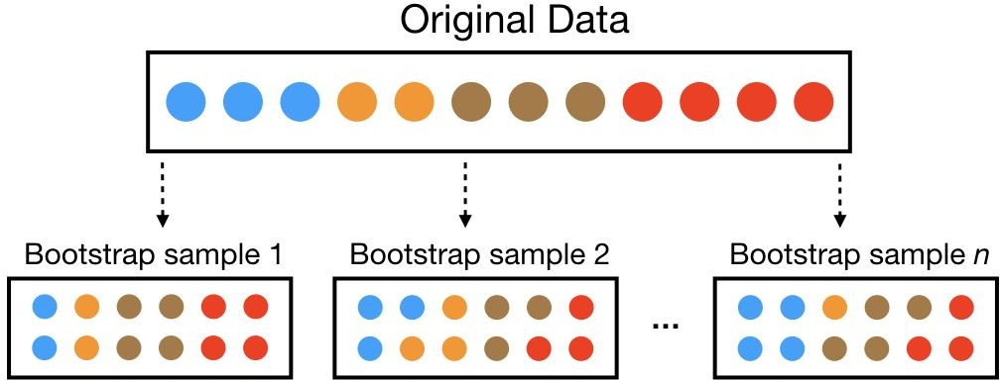 Original Data
Bootstrap sample 1
Bootstrap sample 2
Bootstrap sample n
...